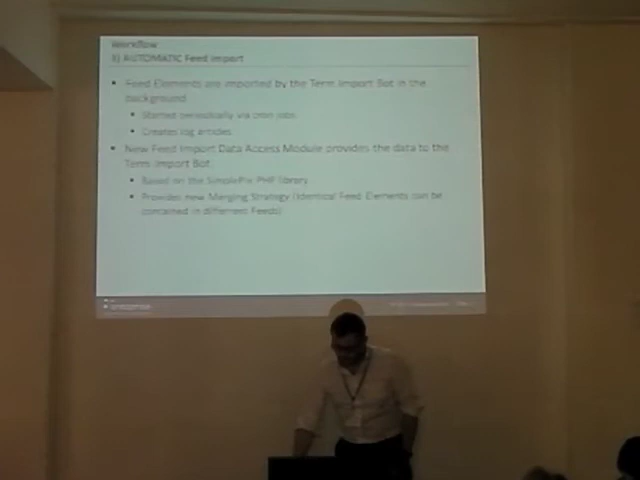 Workflow
3) AUTOMATIC Feed Import
• Feed Elements are imported by the Term Import Bot in the
background
• Started periodically via cron jobs
• Creates log articles
• New Feed Import Data Access Module provides the data to the
Term Import Bot
• Based on the SimplePie PHP library
• Provides new Merging Strategy (Identical Feed Elements can be
contained in different Feeds)